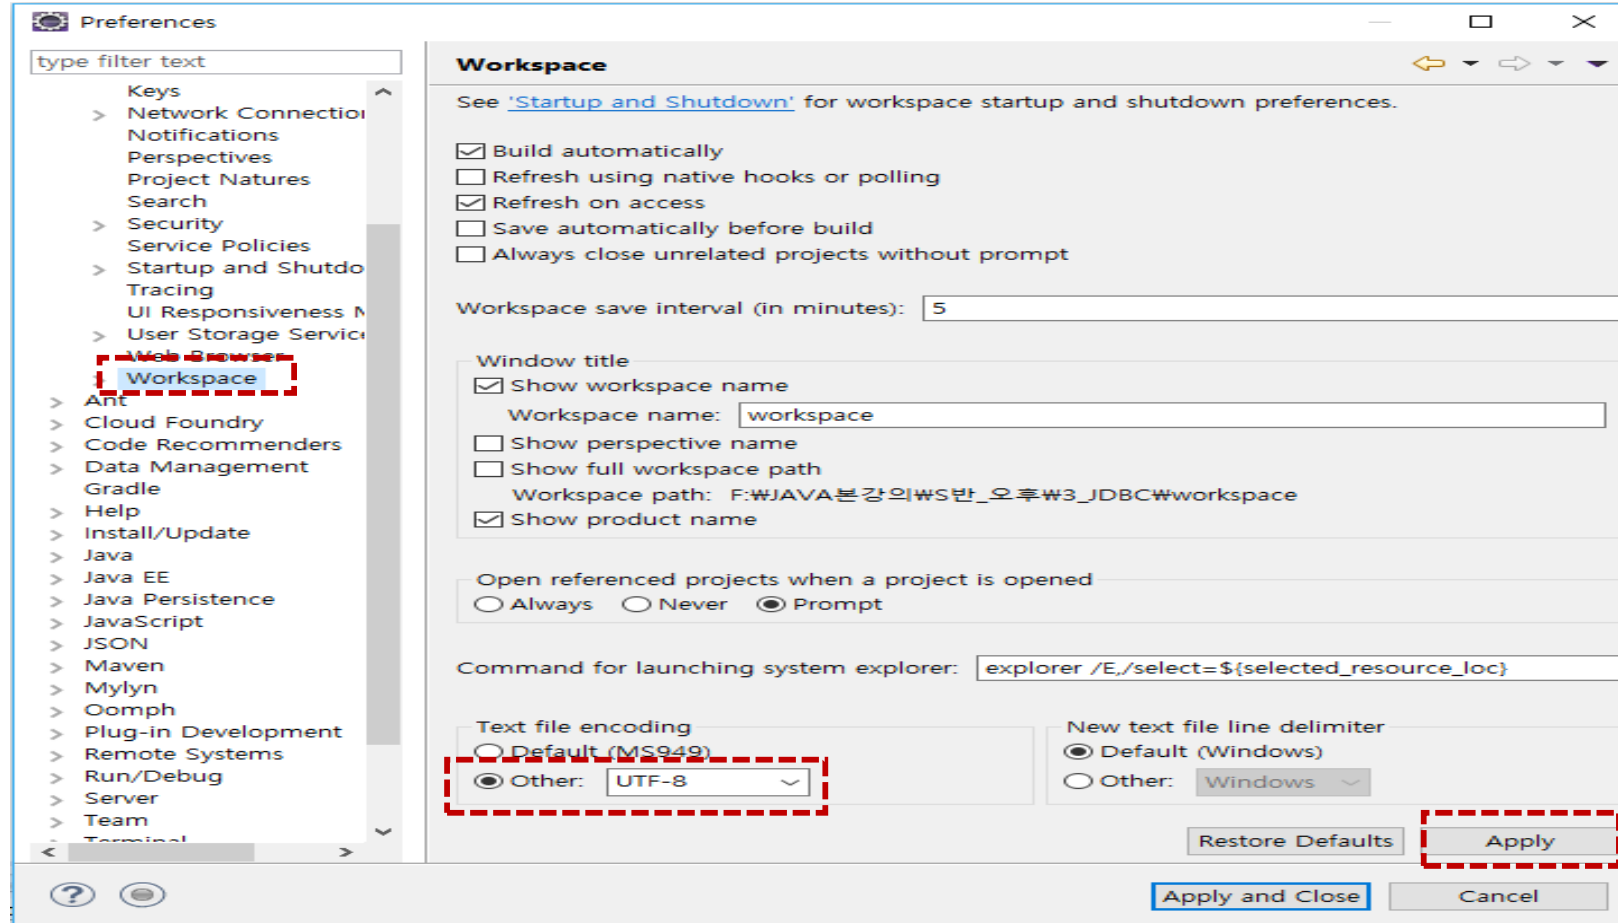 Preferences
type filter text
Keys
Network Connection
Notifications
Perspectives
Project Natures
Search
Security
Service Policies
Startup and Shutdo
Tracing
UI Responsiveness M
User Storage Service
Web Browser
Workspace
Ant
Cloud Foundry
Code Recommenders
Data Management
Gradle
Help
Install/Update
Java
Java EE
Java Persistence
JavaScript
JSON
Maven
Mylyn
Oomph
Plug-in Development
Remote Systems
Run/Debug
Server
Team
Terminal
Workspace
See 'Startup and Shutdown' for workspace startup and shutdown preferences.
Build automatically
Refresh using native hooks or polling
Refresh on access
Save automatically before build
Always close unrelated projects without prompt
Workspace save interval (in minutes): 5
Window title
Show workspace name
Workspace name: workspace
Show perspective name
Show full workspace path
Workspace path: F:₩JAVA본강의₩S반_오후₩3_JDBC₩workspace
Show product name
Open referenced projects when a project is opened
Always Never Prompt
Command for launching system explorer: explorer /E,/select=${selected_resource_loc}
Text file encoding
Default (MS949)
Other: UTF-8
New text file line delimiter
Default (Windows)
Other: Windows
Restore Defaults Apply
? Apply and Close Cancel